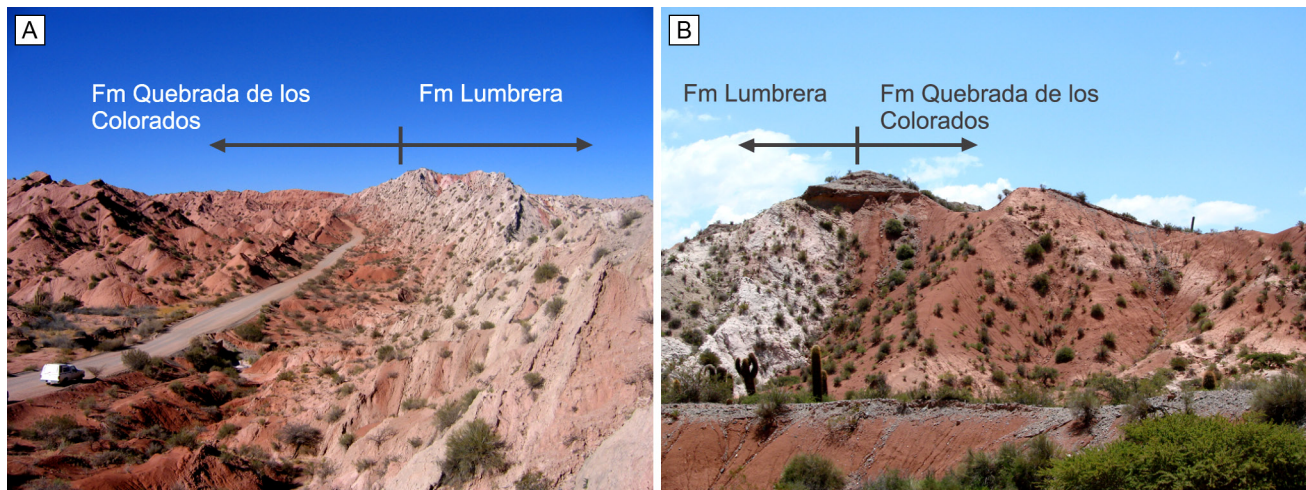 A
Fm Quebrada de los
Colorados
Fm Lumbrera
B
Fm Lumbrera
Fm Quebrada de los
Colorados